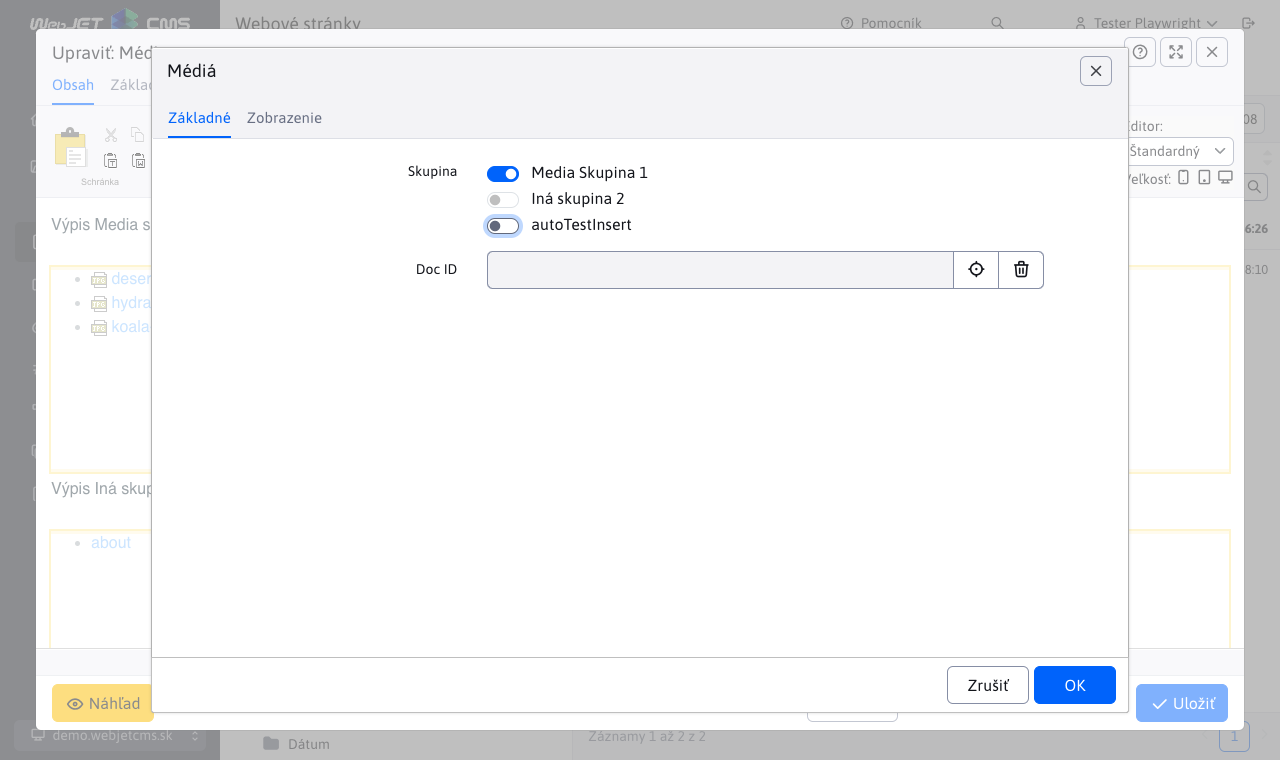 WebJET CMS
Webové stránky
Pomocník
Tester Playwright
Upraviť: Médi
Médiá
Obsah
Základ
Základné
Zobrazenie
ditor:
Štandardný
Veľkosť:
Schránka
08
Skupina
Media Skupina 1
Iná skupina 2
autoTestInsert
Výpis Media s
6:26
Doc ID
8:10
deser
hydra
koala
Výpis Iná skup
about
Zrušiť
OK
Náhľad
Uložiť
demo.webjetcms.sk
Dátum
Záznamy 1 až 2 z 2
1